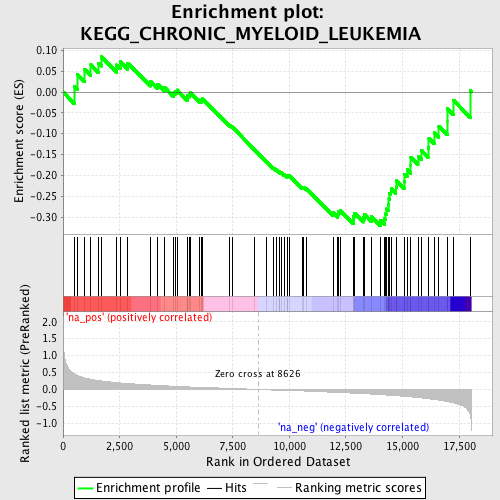 Enrichment plot:
KEGG_CHRONIC_MYELOID_LEUKEMIA
Enrichment score (ES)
0.10
0.05
0.00
-0.05
-0.10
-0.15
-0.20
-0.25
-0.30
'na_pos' (positively correlated)
Ranked list metric (PreRanked)
2.0
1.5
1.0
0.5
0.0
-0.5
-1.0
Zero cross at 8626
'na_neg' (negatively correlated)
0
2,500
5,000
7,500
10,000
12,500
15,000
17,500
Rank in Ordered Dataset
Enrichment profile
Hits
Ranking metric scores